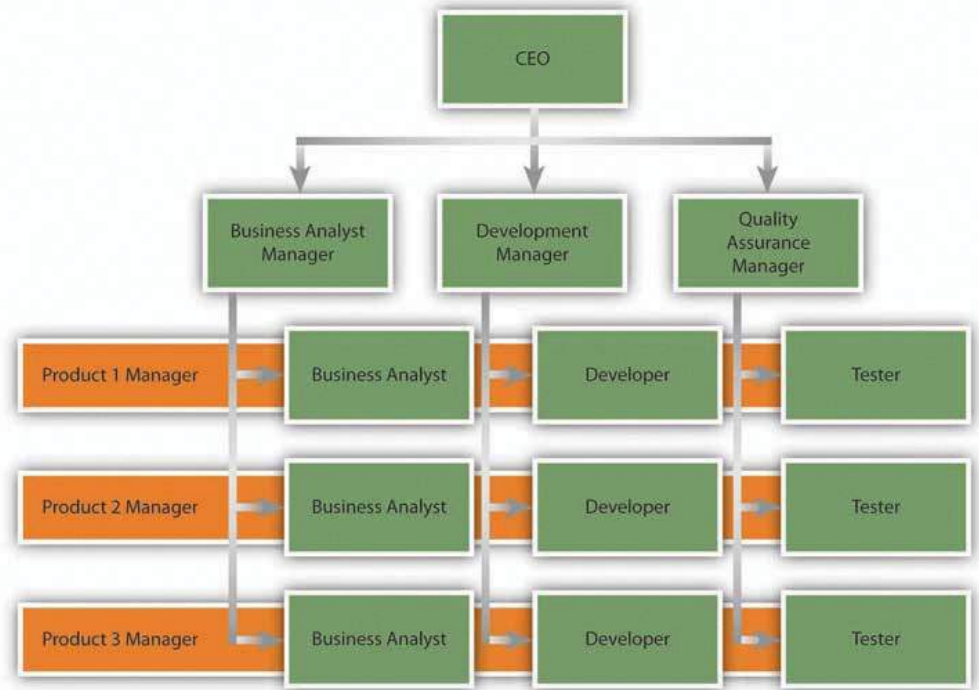 CEO
Business Analyst
Manager
Development
Manager
Quality
Assurance
Manager
Product 1 Manager
Business Analyst
Developer
Tester
Product 2 Manager
Business Analyst
Developer
Tester
Product 3 Manager
Business Analyst
Developer
Tester